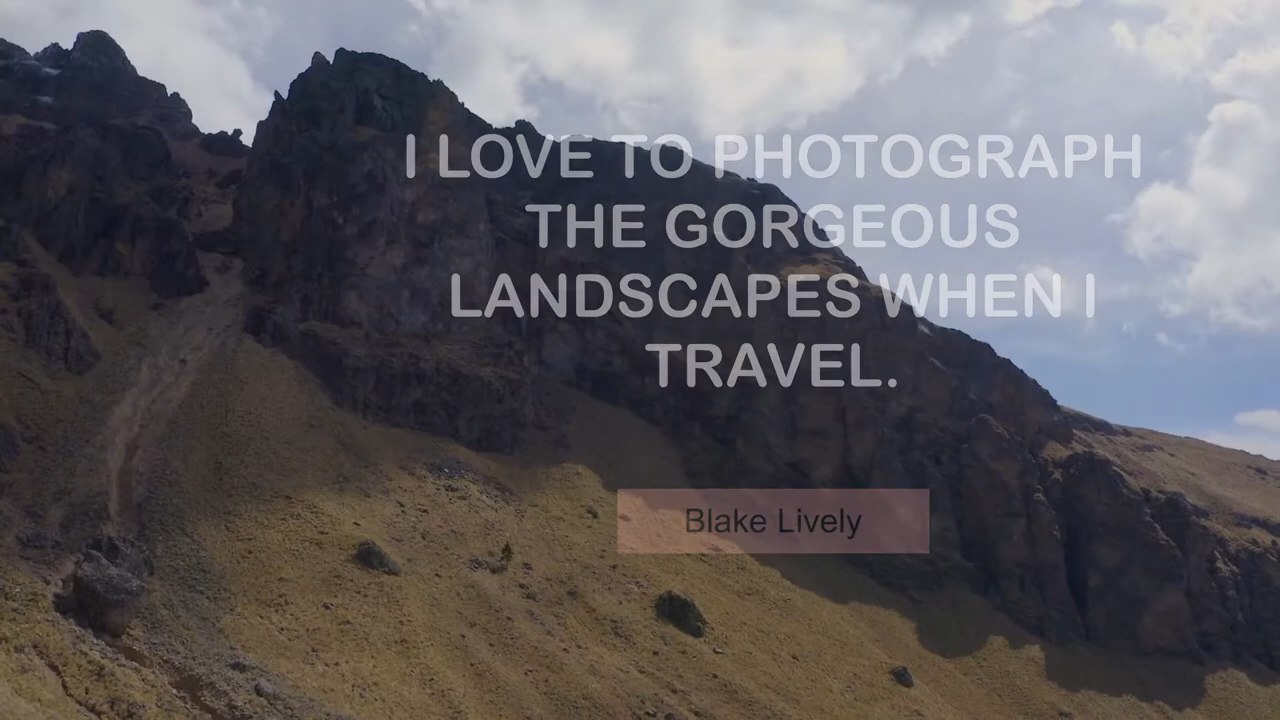 I LOVE TO PHOTOGRAPH
THE GORGEOUS
LANDSCAPES WHEN I
TRAVEL.
Blake Lively